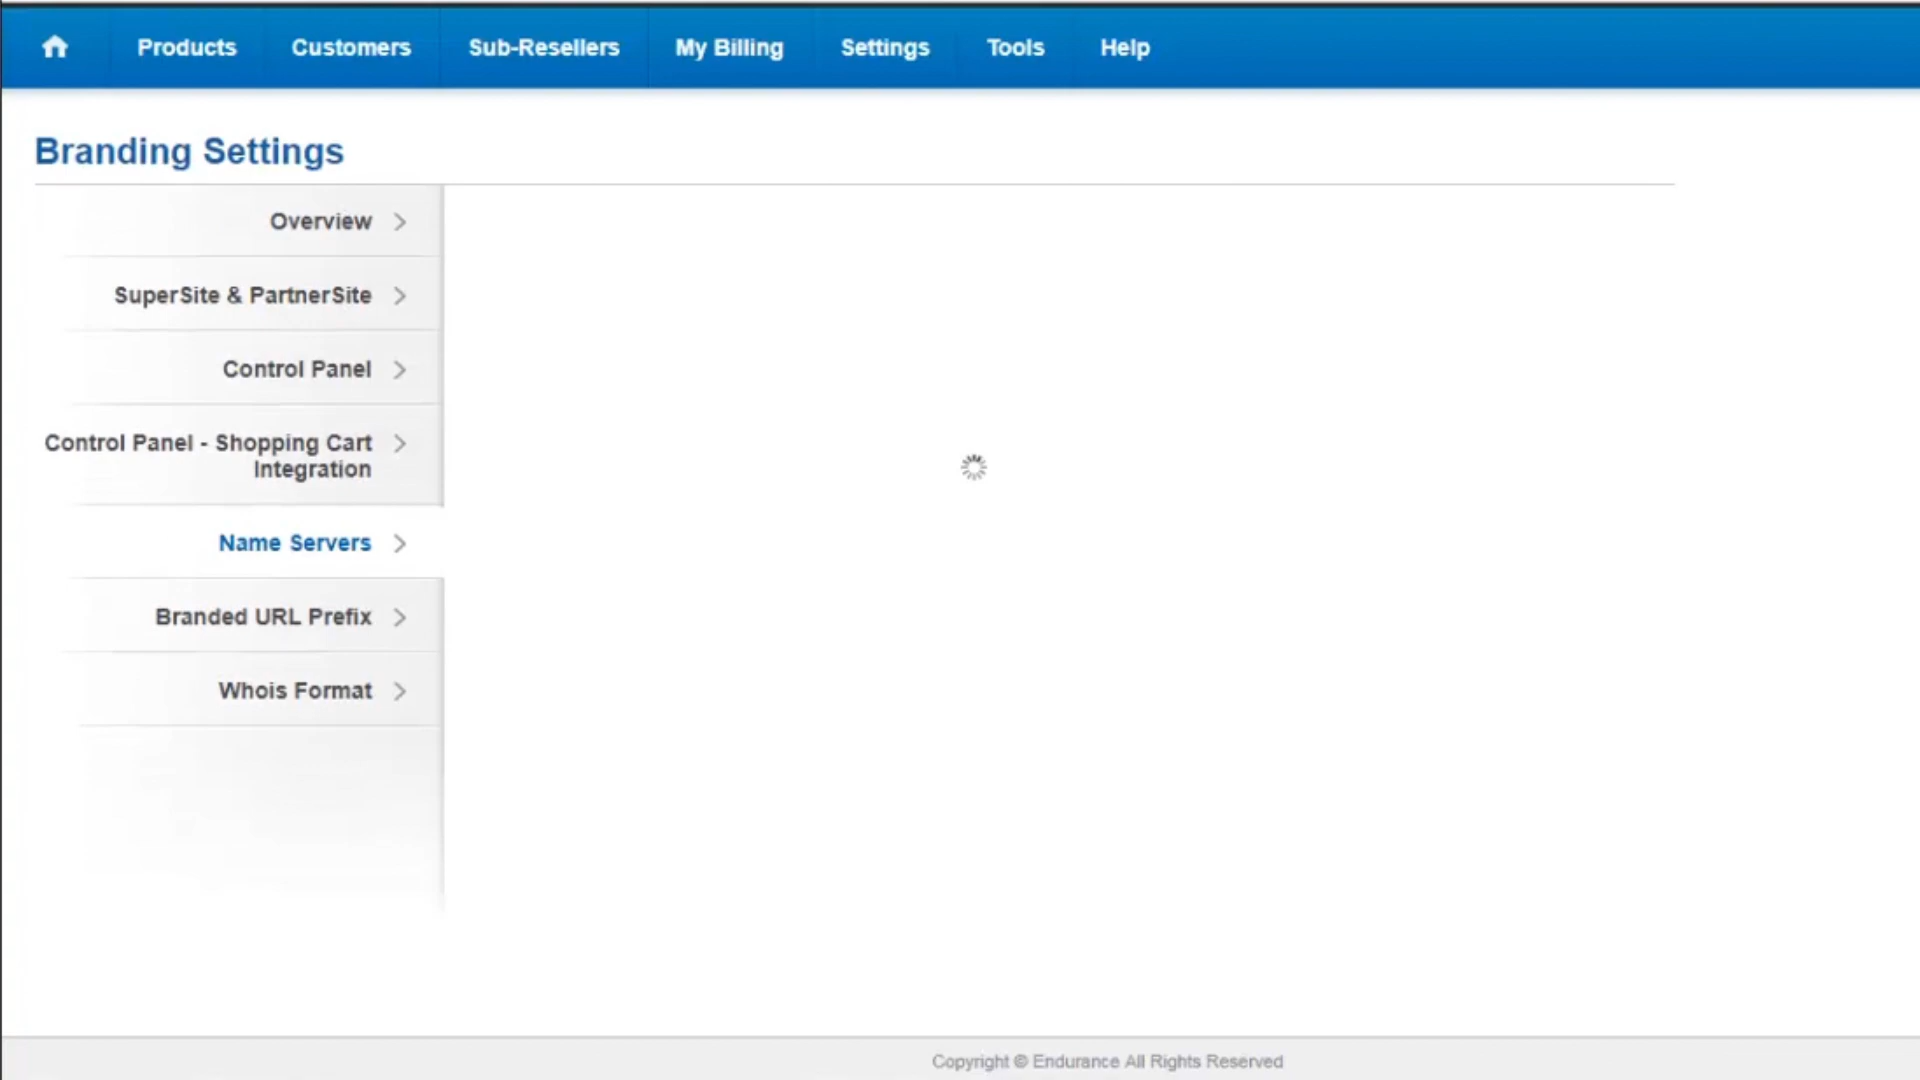 Products
Customers
Sub-Resellers
My Billing
Settings
Tools
Help
Branding Settings
Overview
SuperSite & PartnerSite
Control Panel
Control Panel - Shopping Cart
Integration
Name Servers
Branded URL Prefix
Whois Format
Copyright © Endurance All Rights Reserved